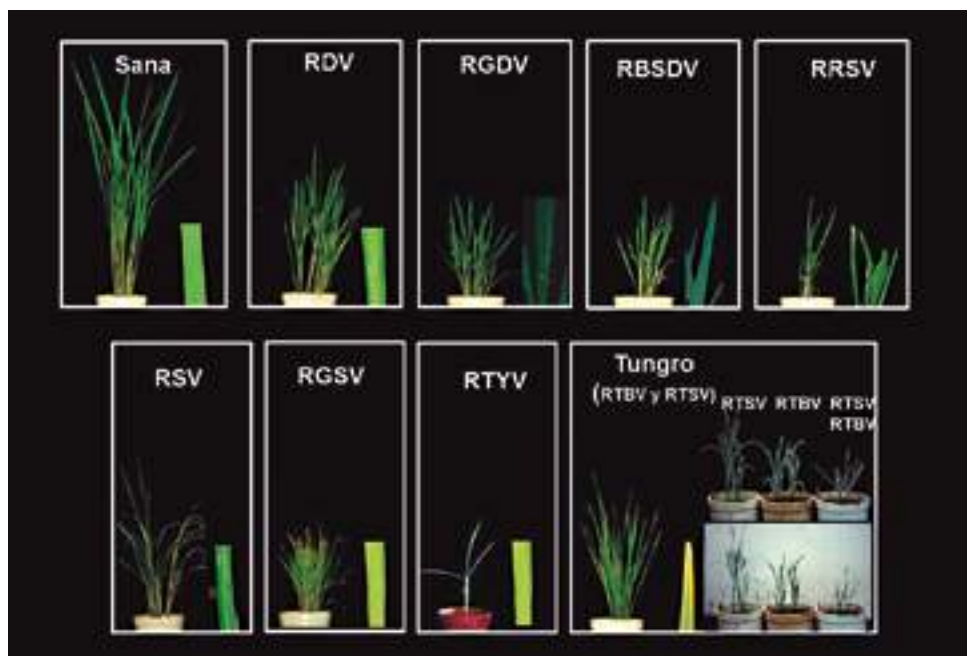 Sana
RDV
RGDV
RBSDV
RRSV
RSV
RGSV
RTYV
Tungro
(RTBV y RTSV)
RTSV RTBV RTSV
RTBV